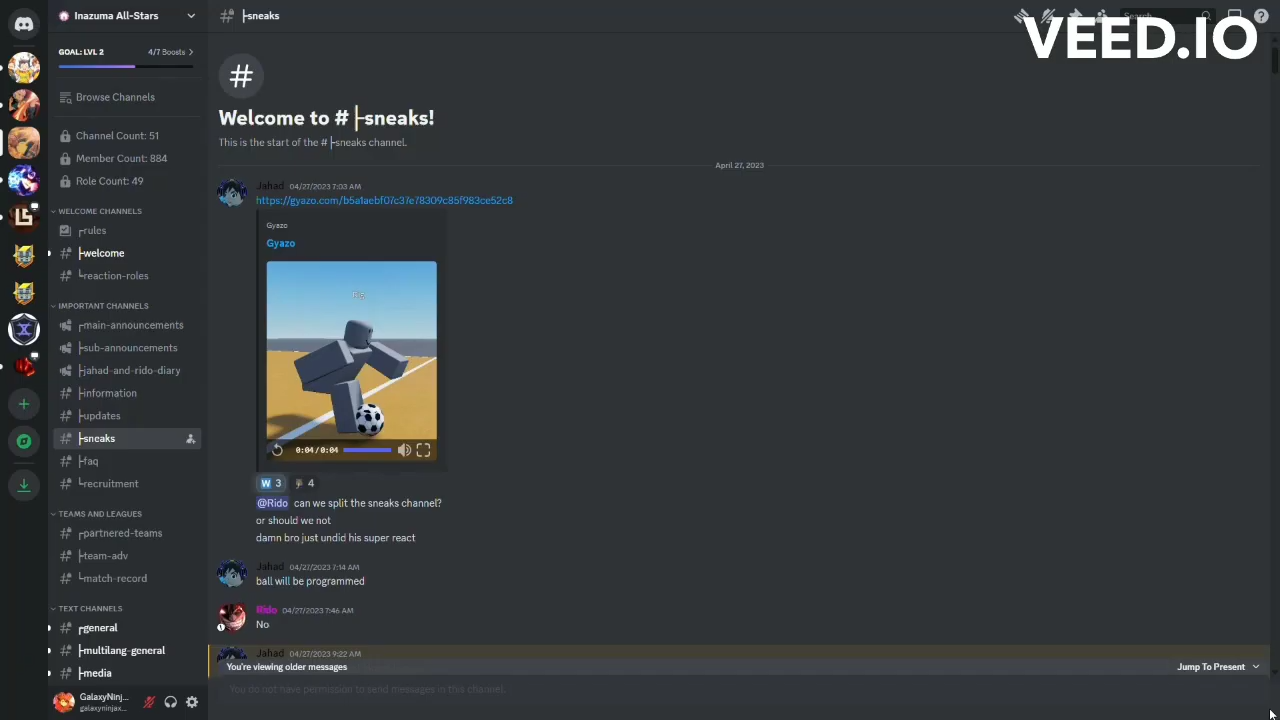 Inazuma All-Stars
├sneaks
Search
VEED.IO
GOAL: LVL 2
4/7 Boosts
Browse Channels
Channel Count: 51
Member Count: 884
Role Count: 49
WELCOME CHANNELS
┌rules
├welcome
└reaction-roles
IMPORTANT CHANNELS
┌main-announcements
├sub-announcements
├jahad-and-rido-diary
├information
├updates
├sneaks
├faq
└recruitment
TEAMS AND LEAGUES
┌partnered-teams
├team-adv
└match-record
TEXT CHANNELS
┌general
├multilang-general
├media
GalaxyNinj...
galaxyninjax...
Welcome to #├sneaks!
This is the start of the #├sneaks channel.
April 27, 2023
Jahad 04/27/2023 7:03 AM
https://gyazo.com/b5a1aebf07c37e78309c85f983ce52c8
Gyazo
Gyazo
0:04/0:04
W 3
4
@Rido can we split the sneaks channel?
or should we not
damn bro just undid his super react
Jahad 04/27/2023 7:14 AM
ball will be programmed
Rido 04/27/2023 7:46 AM
No
Jahad 04/27/2023 9:22 AM
You're viewing older messages
Jump To Present
You do not have permission to send messages in this channel.